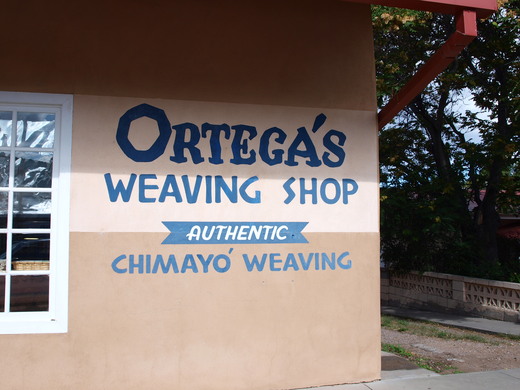 ORTEGA'S
WEAVING SHOP
AUTHENTIC
CHIMAYO' WEAVING